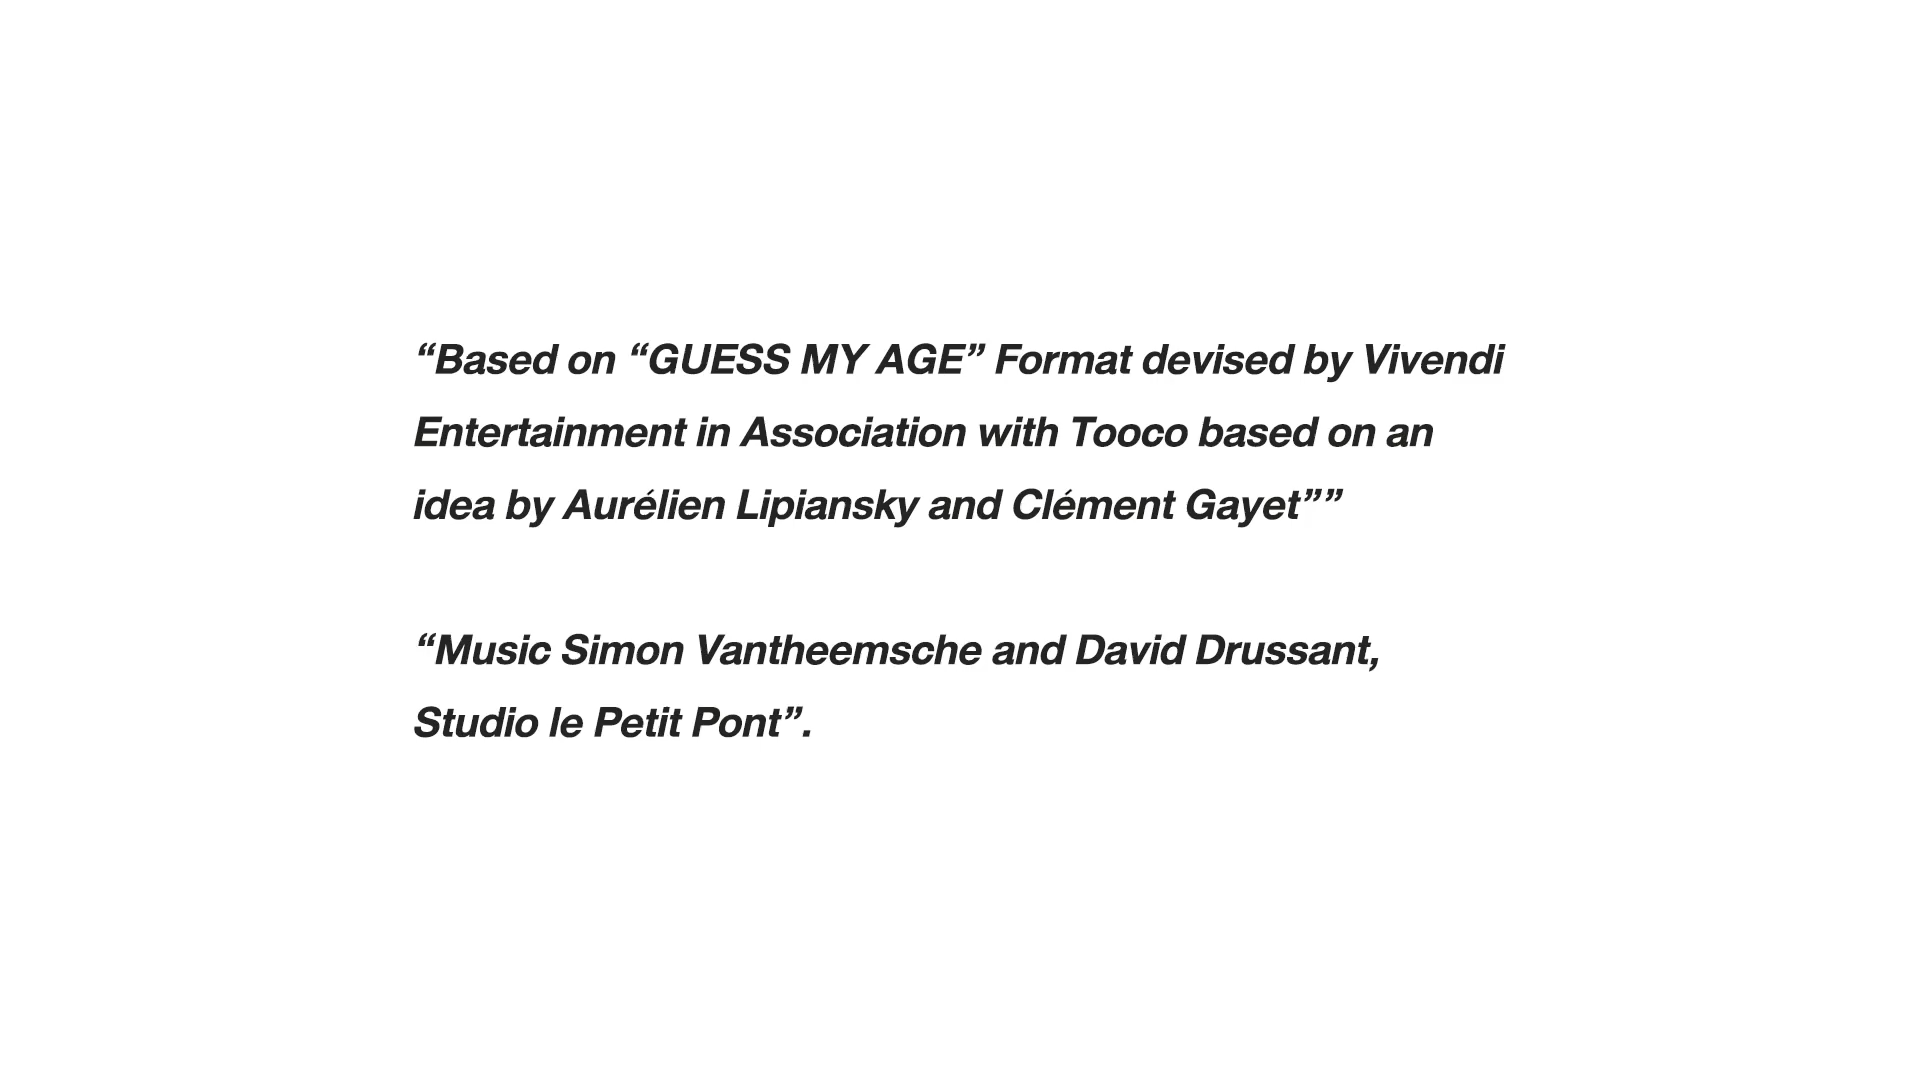 “Based on “GUESS MY AGE” Format devised by Vivendi
Entertainment in Association with Tooco based on an
idea by Aurélien Lipiansky and Clément Gayet””
“Music Simon Vantheemsche and David Drussant,
Studio le Petit Pont”.